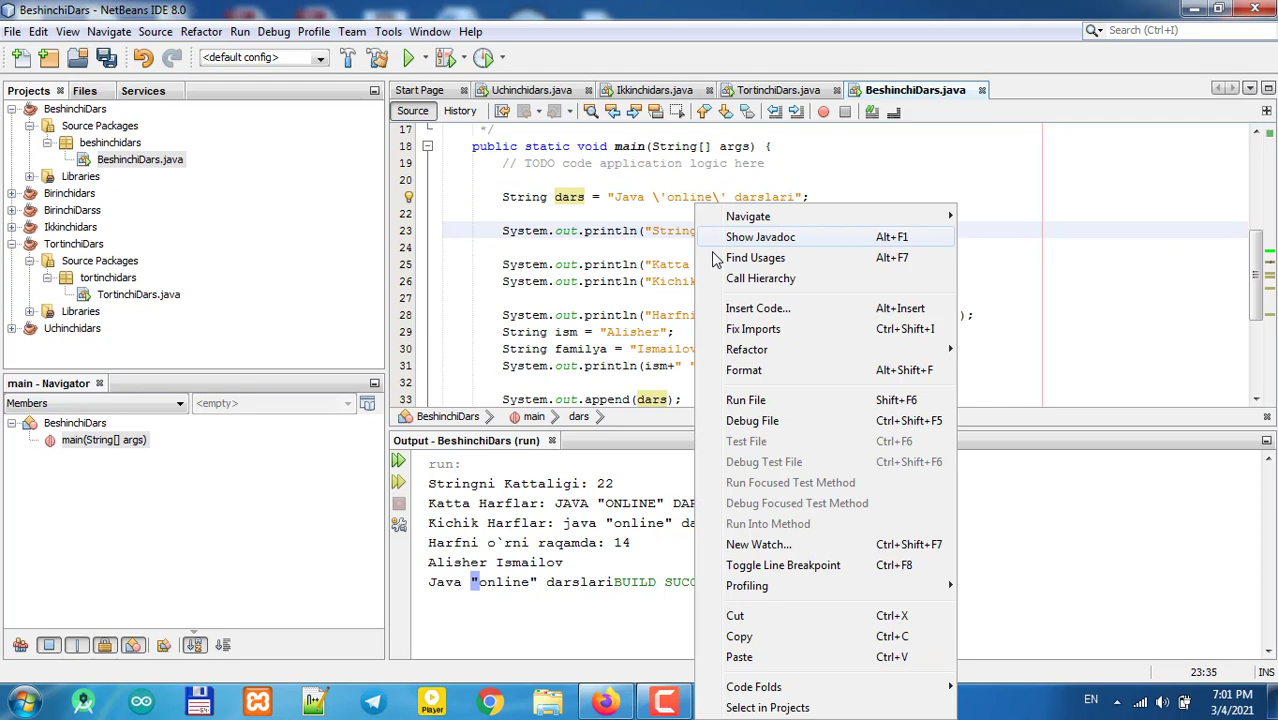 BeshinchiDars - NetBeans IDE 8.0
File Edit View Navigate Source Refactor Run Debug Profile Team Tools Window Help
Search (Ctrl+I)
<default config>
Projects Files Services
Start Page Uchinchidars.java Ikkinchidars.java TortinchiDars.java BeshinchiDars.java
Source History
BeshinchiDars
Source Packages
beshinchidars
BeshinchiDars.java
Libraries
Birinchidars
BirinchiDarss
Ikkinchidars
TortinchiDars
Source Packages
tortinchidars
TortinchiDars.java
Libraries
Uchinchidars
17 */
18 public static void main(String[] args) {
19 // TODO code application logic here
20
String dars = "Java \'online\' darslari";
22
23 System.out.println("String
24
25 System.out.println("Katta
26 System.out.println("Kichik
28 System.out.println("Harfni );
29 String ism = "Alisher";
30 String familya = "Ismailov
31 System.out.println(ism+" "
32
33 System.out.append(dars);
BeshinchiDars main dars
main - Navigator
Members <empty>
BeshinchiDars
main(String[] args)
Output - BeshinchiDars (run)
run:
Stringni Kattaligi: 22
Katta Harflar: JAVA "ONLINE" DAR
Kichik Harflar: java "online" da
Harfni o`rni raqamda: 14
Alisher Ismailov
Java "online" darslariBUILD SUCC
Navigate
Show Javadoc Alt+F1
Find Usages Alt+F7
Call Hierarchy
Insert Code... Alt+Insert
Fix Imports Ctrl+Shift+I
Refactor
Format Alt+Shift+F
Run File Shift+F6
Debug File Ctrl+Shift+F5
Test File Ctrl+F6
Debug Test File Ctrl+Shift+F6
Run Focused Test Method
Debug Focused Test Method
Run Into Method
New Watch... Ctrl+Shift+F7
Toggle Line Breakpoint Ctrl+F8
Profiling
Cut Ctrl+X
Copy Ctrl+C
Paste Ctrl+V
Code Folds
Select in Projects
23:35 INS
Player
EN
7:01 PM
3/4/2021